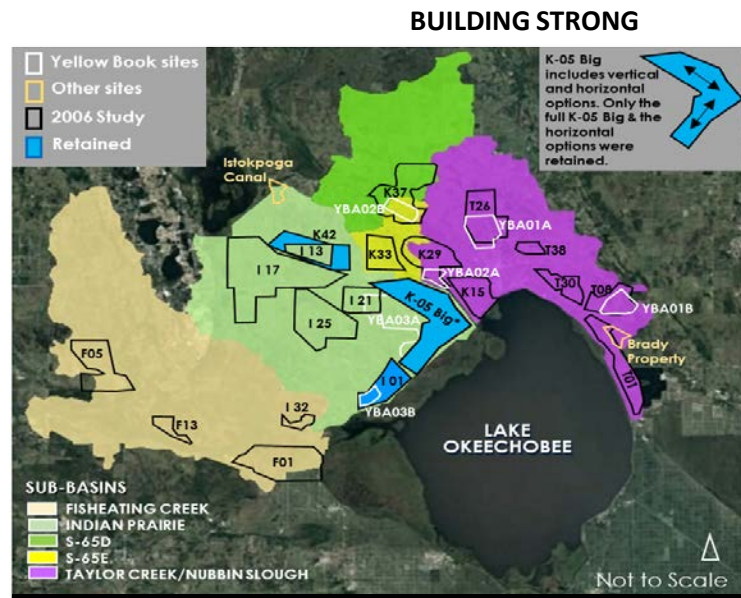 BUILDING STRONG
Yellow Book sites
Other sites
2006 Study
Retained
K-05 Big
includes vertical
and horizontal
options. Only the
full K-05 Big & the
horizontal
options were
retained.
Istokpoga
Canal
K37
YBA02B
T26
YBA01A
K42
I 13
K33
K29
T38
YBA02A
I 17
K15
T30
T08
I 21
K-05 Big*
YBA01B
YBA03A
I 25
Brady
Property
F05
I 01
T01
YBA03B
I 32
F13
LAKE
OKEECHOBEE
F01
SUB-BASINS
FISHEATING CREEK
INDIAN PRAIRIE
S-65D
S-65E
TAYLOR CREEK/NUBBIN SLOUGH
Not to Scale